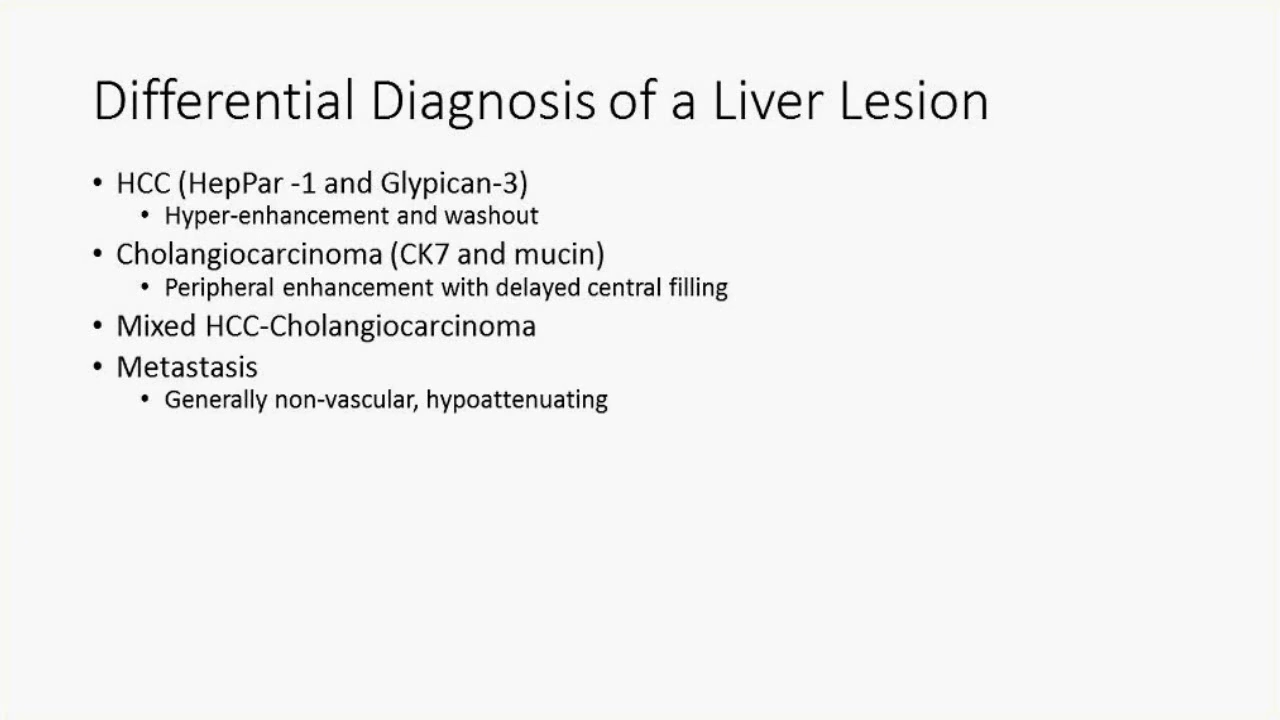 Differential Diagnosis of a Liver Lesion
• HCC (HepPar -1 and Glypican-3)
• Hyper-enhancement and washout
• Cholangiocarcinoma (CK7 and mucin)
• Peripheral enhancement with delayed central filling
• Mixed HCC-Cholangiocarcinoma
• Metastasis
• Generally non-vascular, hypoattenuating